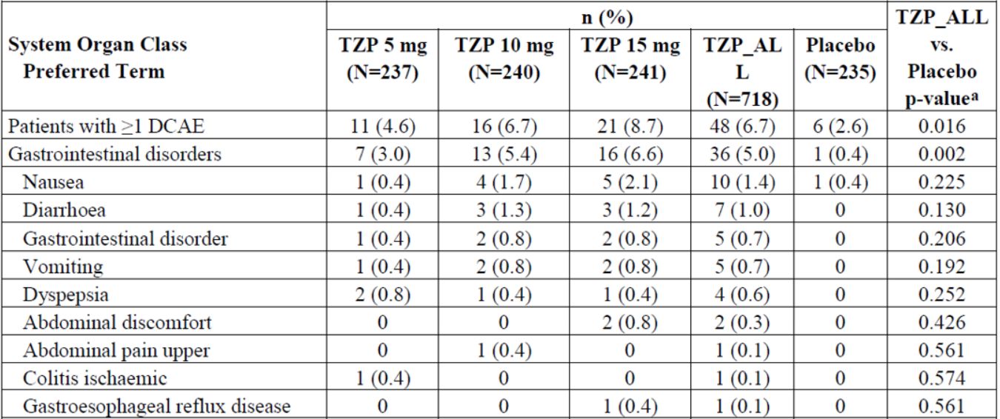 System Organ Class
Preferred Term
n (%)
TZP 5 mg
(N=237)
TZP 10 mg
(N=240)
TZP 15 mg
(N=241)
TZP_AL
L
(N=718)
Placebo
(N=235)
TZP_ALL
vs.
Placebo
p-valueª
Patients with ≥1 DCAE 11 (4.6) 16 (6.7) 21 (8.7) 48 (6.7) 6 (2.6) 0.016
Gastrointestinal disorders 7 (3.0) 13 (5.4) 16 (6.6) 36 (5.0) 1 (0.4) 0.002
Nausea 1 (0.4) 4 (1.7) 5 (2.1) 10 (1.4) 1 (0.4) 0.225
Diarrhoea 1 (0.4) 3 (1.3) 3 (1.2) 7 (1.0) 0 0.130
Gastrointestinal disorder 1 (0.4) 2 (0.8) 2 (0.8) 5 (0.7) 0 0.206
Vomiting 1 (0.4) 2 (0.8) 2 (0.8) 5 (0.7) 0 0.192
Dyspepsia 2 (0.8) 1 (0.4) 1 (0.4) 4 (0.6) 0 0.252
Abdominal discomfort 0 0 2 (0.8) 2 (0.3) 0 0.426
Abdominal pain upper 0 1 (0.4) 0 1 (0.1) 0 0.561
Colitis ischaemic 1 (0.4) 0 0 1 (0.1) 0 0.574
Gastroesophageal reflux disease 0 0 1 (0.4) 1 (0.1) 0 0.561